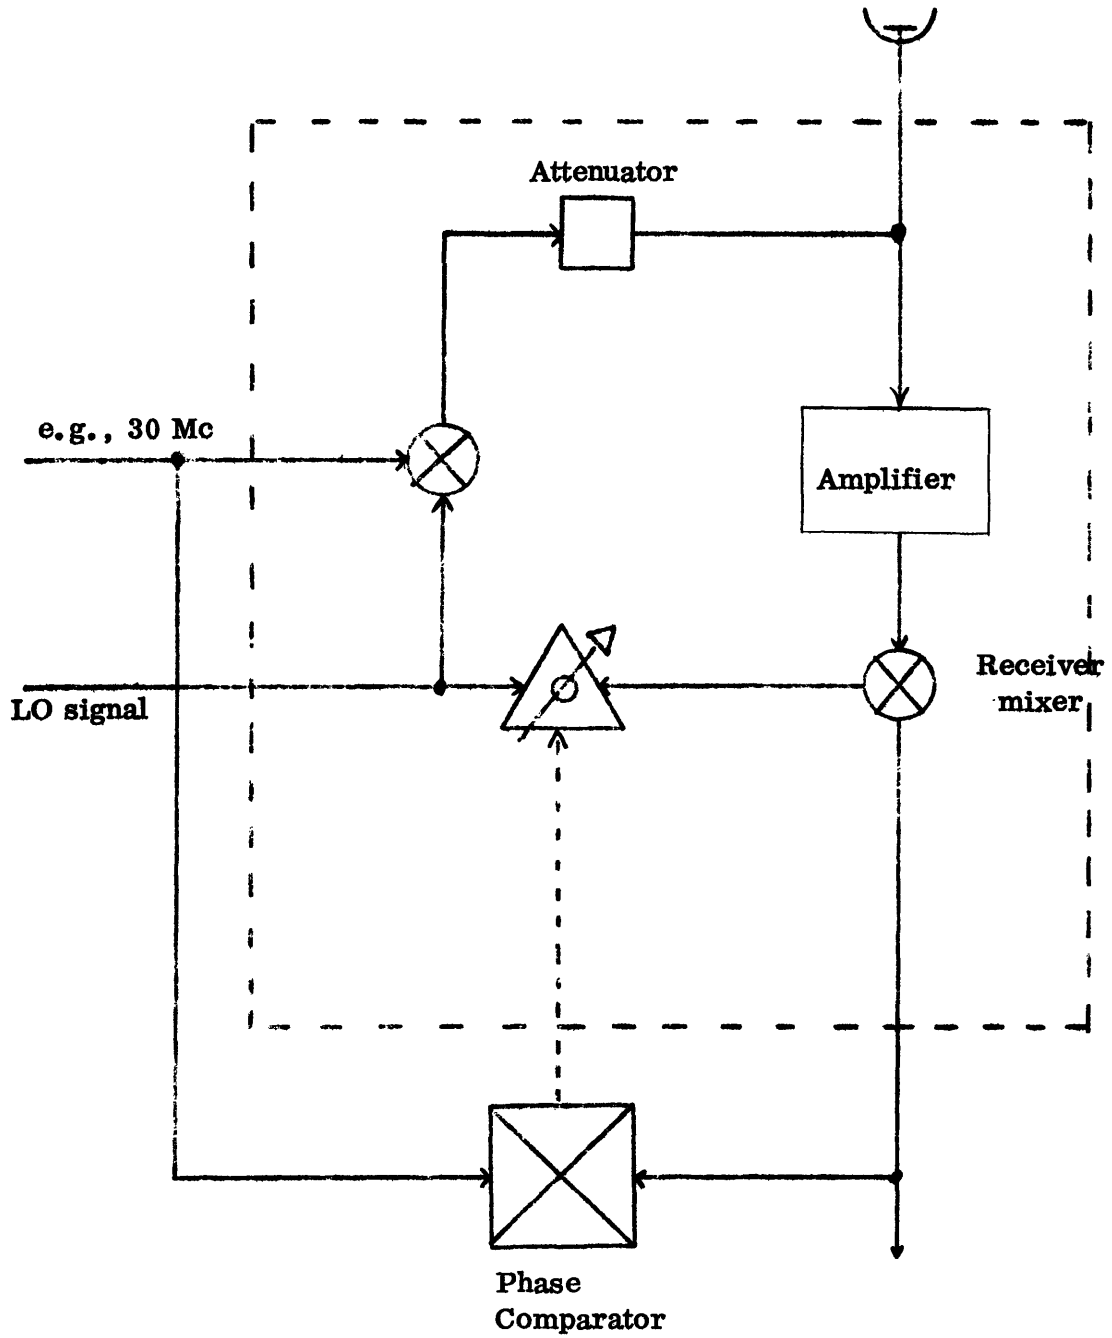 Attenuator
e.g., 30 Mc
Amplifier
Receiver
mixer
LO signal
Phase
Comparator